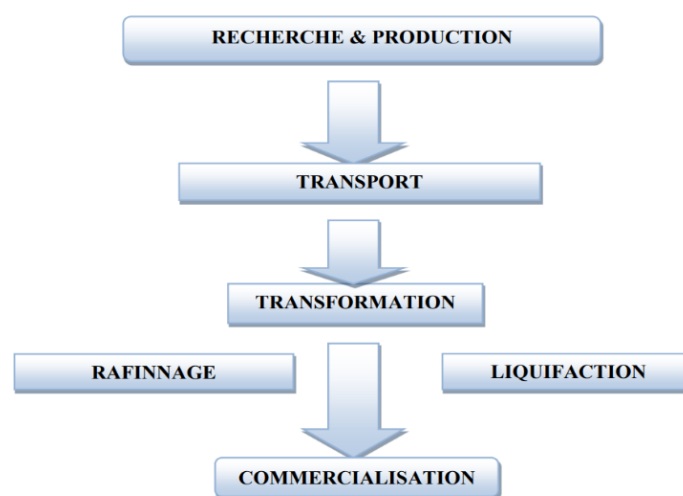 RECHERCHE & PRODUCTION
TRANSPORT
TRANSFORMATION
RAFINNAGE
LIQUIFACTION
COMMERCIALISATION